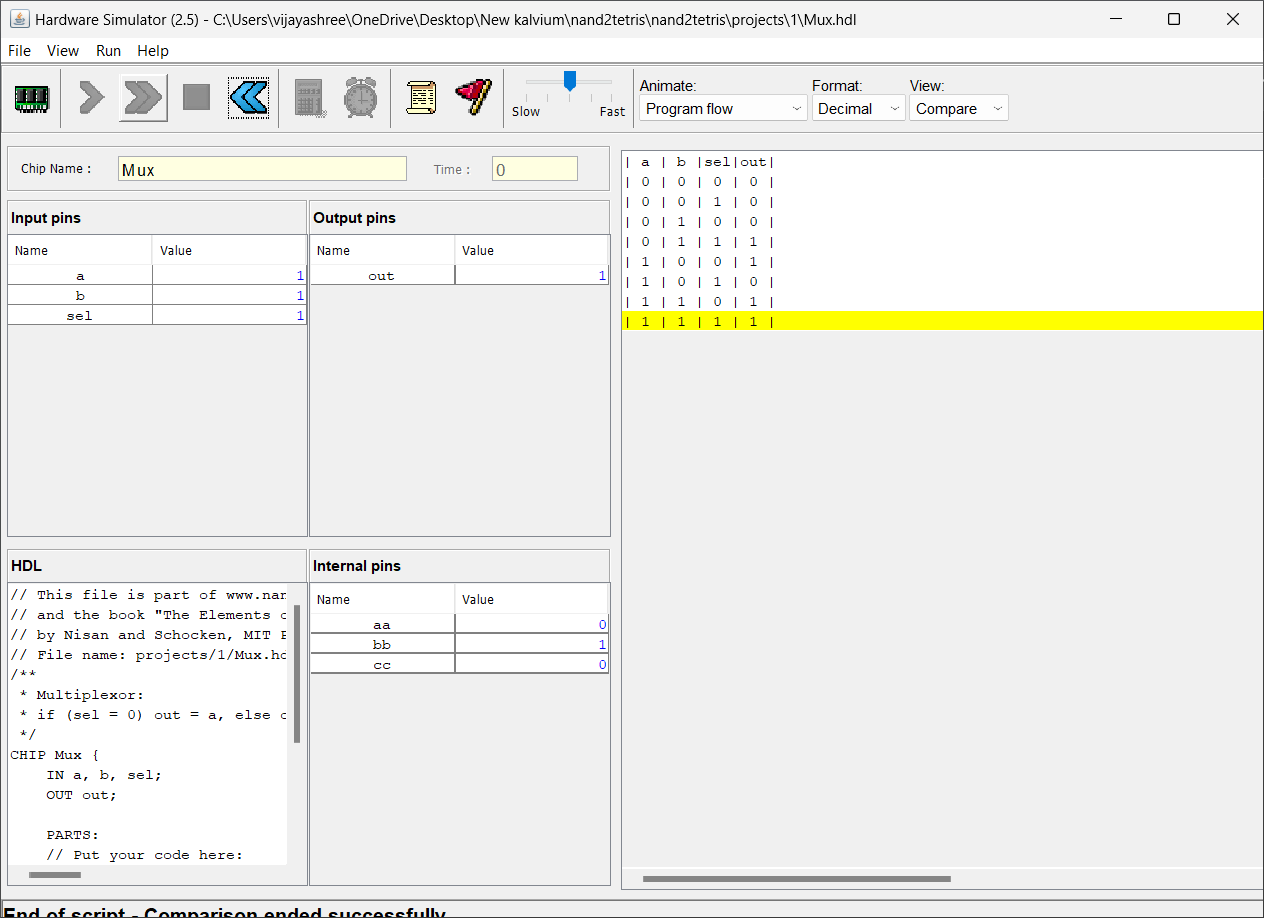 Hardware Simulator (2.5) - C:\Users\vijayashree\OneDrive\Desktop\New kalvium\nand2tetris\nand2tetris\projects\1\Mux.hdl
File View Run Help
Slow Fast
Animate: Format: View:
Program flow Decimal Compare
Chip Name : Mux Time : 0
Input pins
Name Value
a 1
b 1
sel 1
Output pins
Name Value
out 1
| a | b |sel|out|
| 0 | 0 | 0 | 0 |
| 0 | 0 | 1 | 0 |
| 0 | 1 | 0 | 0 |
| 0 | 1 | 1 | 1 |
| 1 | 0 | 0 | 1 |
| 1 | 0 | 1 | 0 |
| 1 | 1 | 0 | 1 |
| 1 | 1 | 1 | 1 |
HDL
// This file is part of www.nan
// and the book "The Elements
// by Nisan and Schocken, MIT
// File name: projects/1/Mux.hd
/**
* Multiplexor:
* if (sel = 0) out = a, else
*/
CHIP Mux {
IN a, b, sel;
OUT out;
PARTS:
// Put your code here:
Internal pins
Name Value
aa 0
bb 1
cc 0
End of script - Comparison ended successfully